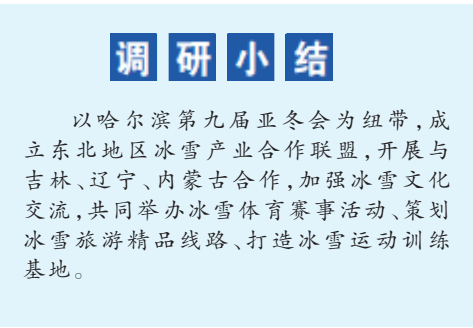 调研小结
以哈尔滨第九届亚冬会为纽带,成
立东北地区冰雪产业合作联盟,开展与
吉林、辽宁、内蒙古合作,加强冰雪文化
交流,共同举办冰雪体育赛事活动、策划
冰雪旅游精品线路、打造冰雪运动训练
基地。